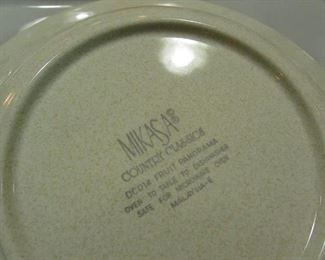 MIKASA®
COUNTRY CLASSICS
DC014 FRUIT PANORAMA
OVEN TO TABLE TO DISHWASHER
SAFE FOR MICROWAVE OVEN
MALAYSIA-E